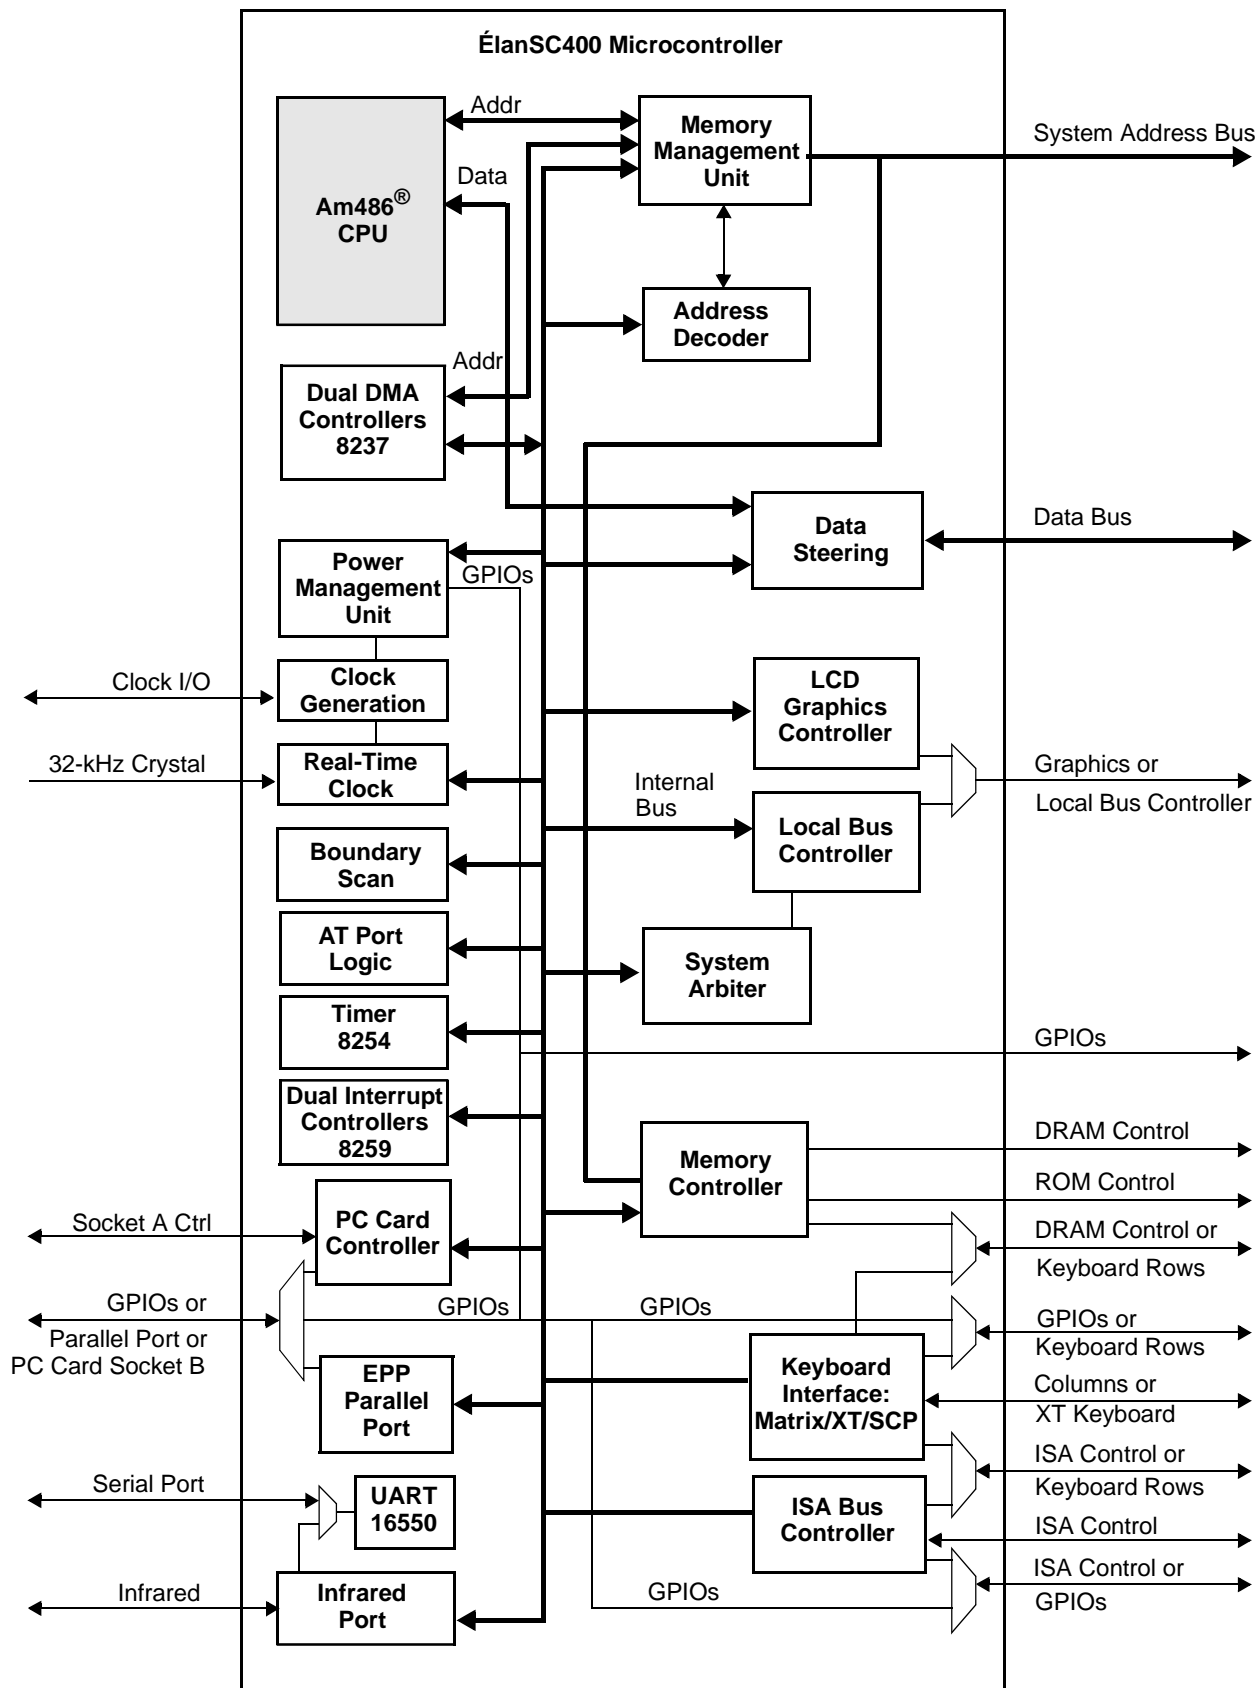 ÉlanSC400 Microcontroller
Addr
Memory
Management
Unit
System Address Bus
Data
Am486®
CPU
Address
Decoder
Addr
Dual DMA
Controllers
8237
Data
Steering
Data Bus
Power
Management
Unit
GPIOs
Clock I/O
Clock
Generation
LCD
Graphics
Controller
32-kHz Crystal
Real-Time
Clock
Internal
Bus
Graphics or
Local Bus Controller
Local Bus
Controller
Boundary
Scan
AT Port
Logic
System
Arbiter
Timer
8254
GPIOs
Dual Interrupt
Controllers
8259
Memory
Controller
DRAM Control
ROM Control
Socket A Ctrl
PC Card
Controller
DRAM Control or
Keyboard Rows
GPIOs or
Parallel Port or
PC Card Socket B
GPIOs
GPIOs
GPIOs or
Keyboard Rows
EPP
Parallel
Port
Keyboard
Interface:
Matrix/XT/SCP
Columns or
XT Keyboard
Serial Port
UART
16550
ISA Bus
Controller
ISA Control or
Keyboard Rows
ISA Control
Infrared
Infrared
Port
GPIOs
ISA Control or
GPIOs